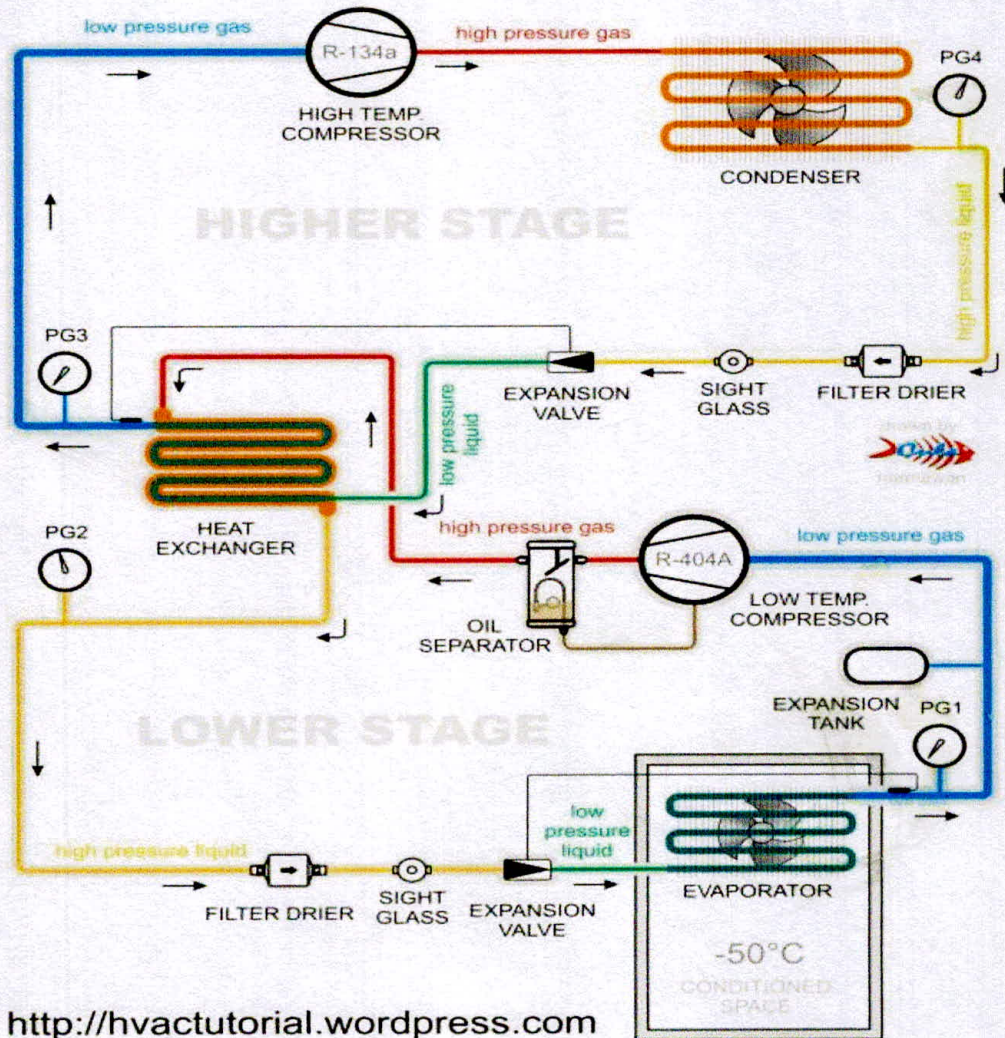 low pressure gas
R-134a
HIGH TEMP.
COMPRESSOR
high pressure gas
PG4
CONDENSER
HIGHER STAGE
high pressure liquid
PG3
EXPANSION
VALVE
SIGHT
GLASS
FILTER DRIER
drawn by
low pressure
liquid
HEAT
EXCHANGER
PG2
high pressure gas
R-404A
low pressure gas
OIL
SEPARATOR
LOW TEMP.
COMPRESSOR
EXPANSION
TANK
PG1
LOWER STAGE
high pressure liquid
FILTER DRIER
SIGHT
GLASS
EXPANSION
VALVE
low
pressure
liquid
EVAPORATOR
-50°C
CONDITIONED
SPACE
http://hvactutorial.wordpress.com